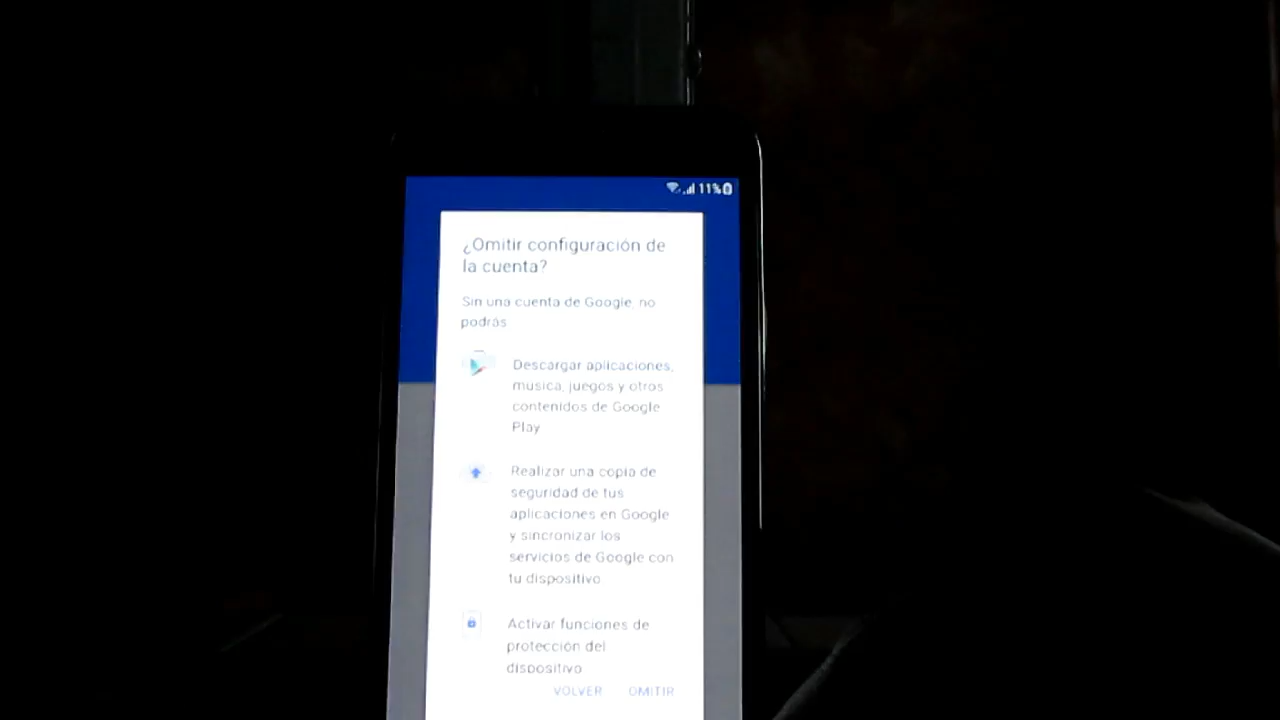 11%
¿Omitir configuración de
la cuenta?
Sin una cuenta de Google, no
podrás
Descargar aplicaciones,
musica, juegos y otros
contenidos de Google
Play
Realizar una copia de
seguridad de tus
aplicaciones en Google
y sincronizar los
servicios de Google con
tu dispositivo
Activar funciones de
protección del
dispositivo
VOLVER OMITIR